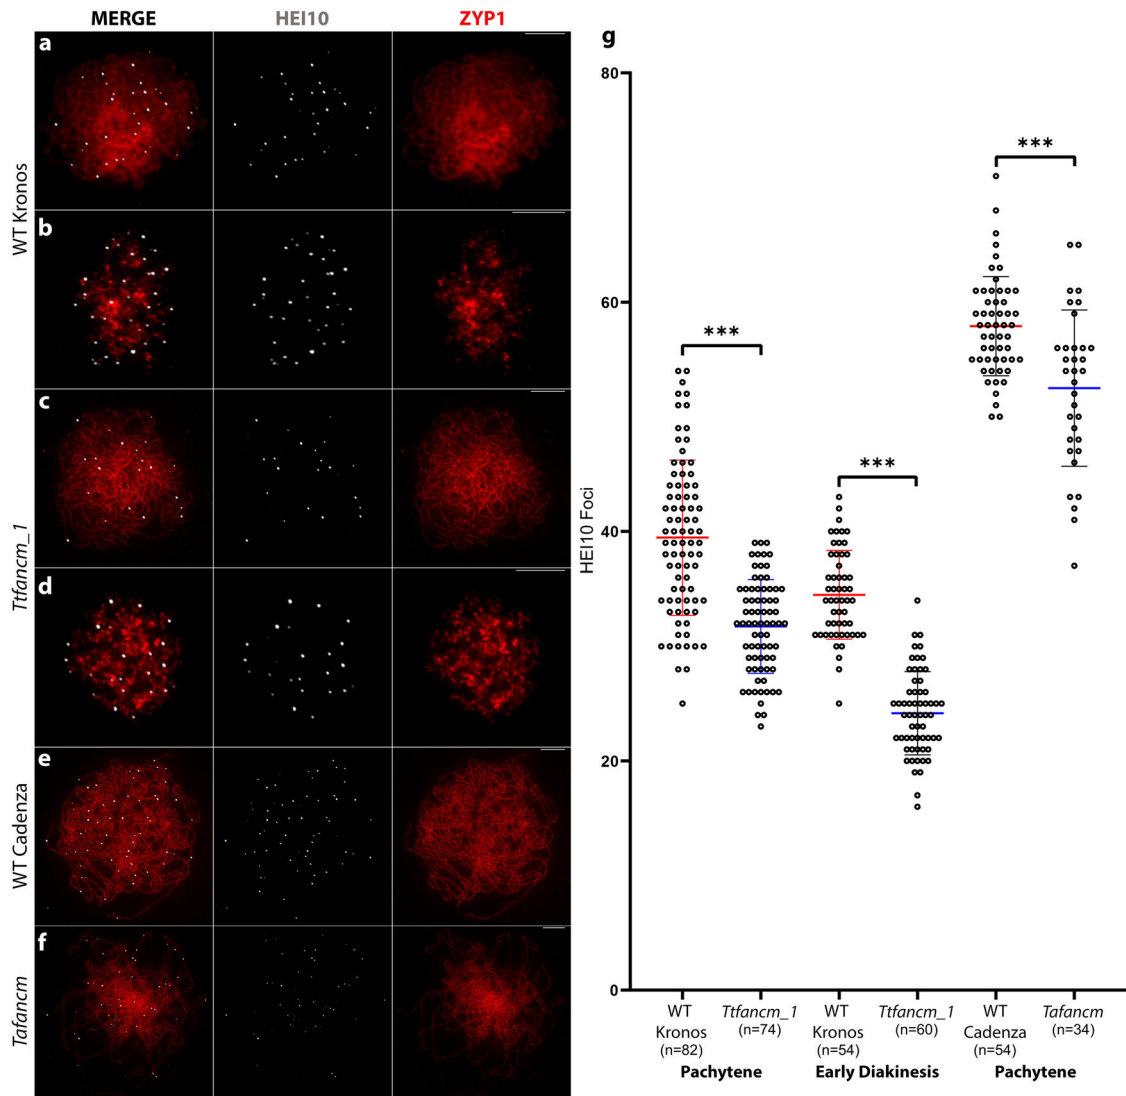 MERGE HEI10 ZYP1
a
b
c
d
e
f
WT Kronos
Ttfancm_1
WT Cadenza
Tafancm
g
80
60
40
20
0
HEI10 Foci
***
***
***
WT Ttfancm_1 WT Ttfancm_1 WT Tafancm
Kronos (n=74) Kronos (n=60) Cadenza (n=34)
(n=82) (n=54) (n=54)
Pachytene Early Diakinesis Pachytene